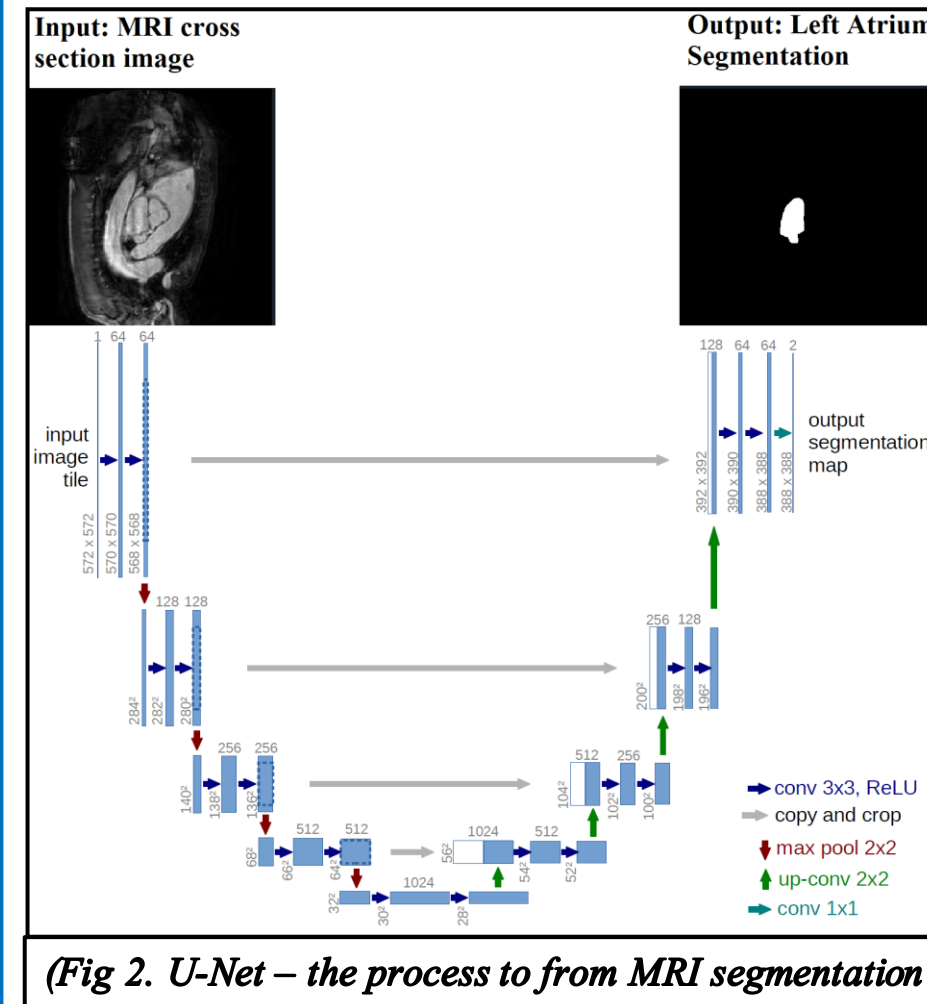 Input: MRI cross
section image
Output: Left Atrium
Segmentation
1 64 64
128 64 64 2
input
image
tile
output
segmentation
map
572 x 572
570 x 570
568 x 568
392 x 392
390 x 390
388 x 388
388 x 388
128 128
256 128
284²
282²
280²
200²
198²
196²
256 256
512 256
140²
138²
136²
104²
102²
100²
512 512
1024 512
68²
66²
64²
56²
54²
52²
1024
32²
30²
28²
conv 3x3, ReLU
copy and crop
max pool 2x2
up-conv 2x2
conv 1x1
(Fig 2. U-Net – the process to from MRI segmentation